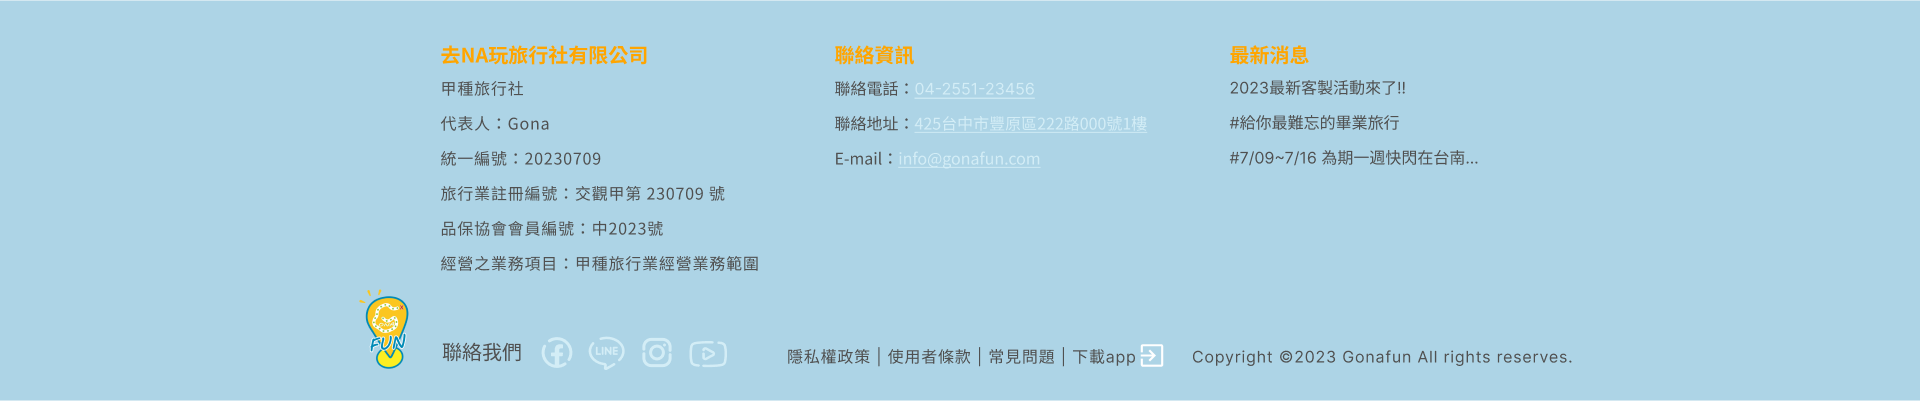 去NA玩旅行社有限公司
甲種旅行社
代表人：Gona
統一編號：20230709
旅行業註冊編號：交觀甲第 230709 號
品保協會會員編號：中2023號
經營之業務項目：甲種旅行業經營業務範圍
聯絡資訊
聯絡電話：04-2551-23456
聯絡地址：425台中市豐原區222路000號1樓
E-mail：info@gonafun.com
最新消息
2023最新客製活動來了!!
#給你最難忘的畢業旅行
#7/09~7/16 為期一週快閃在台南...
G
FUN
聯絡我們
LINE
隱私權政策│使用者條款│常見問題│下載app
Copyright ©2023 Gonafun All rights reserves.